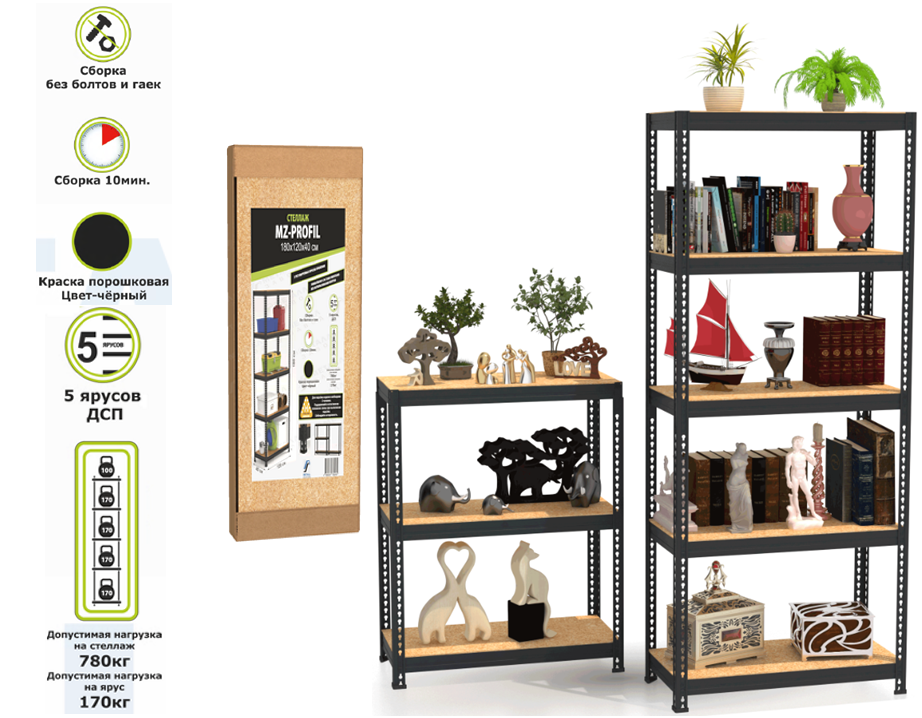 Сборка
без болтов и гаек
Сборка 10мин.
Краска порошковая
Цвет-чёрный
5 ярусов
5 ярусов
ДСП
100
170
170
170
170
Допустимая нагрузка
на стеллаж
780кг
Допустимая нагрузка
на ярус
170кг
СТЕЛЛАЖ
MZ-PROFIL
180x120x40 см
LOVE